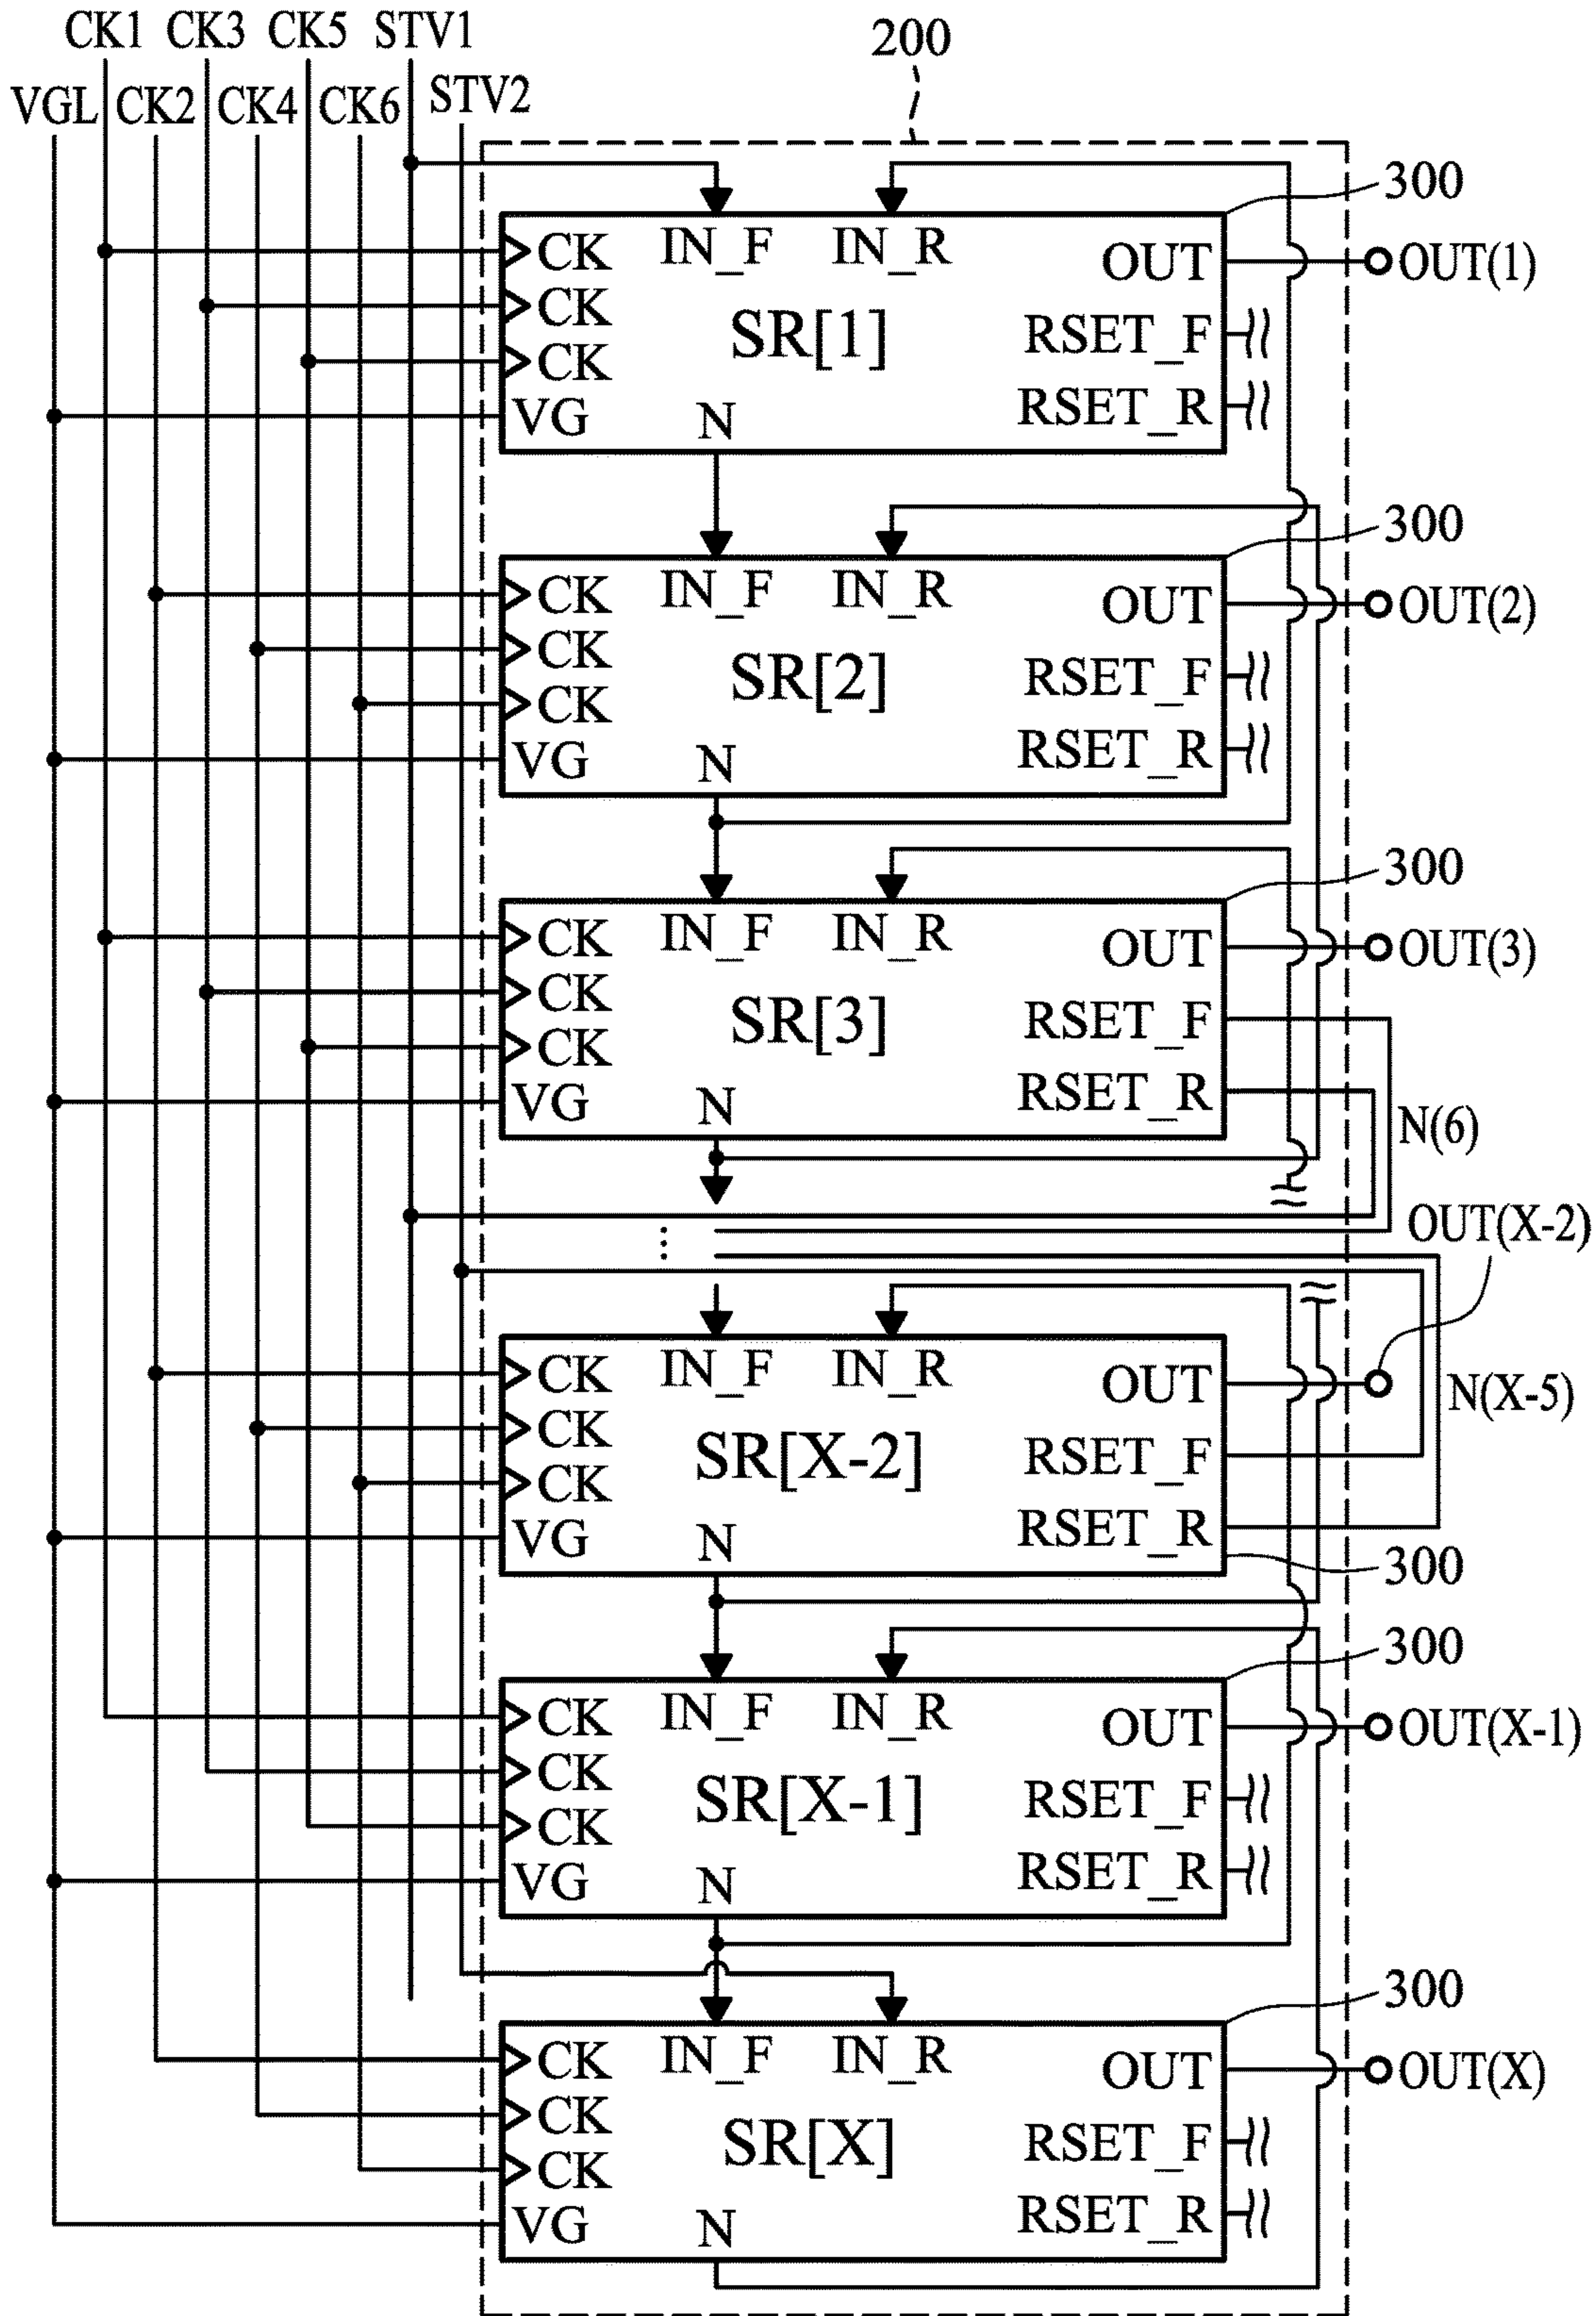 CK1 CK3 CK5 STV1 200
VGL CK2 CK4 CK6 STV2
300
CK IN_F IN_R OUT OUT(1)
CK SR[1] RSET_F
CK RSET_R
VG N
300
CK IN_F IN_R OUT OUT(2)
CK SR[2] RSET_F
CK RSET_R
VG N
300
CK IN_F IN_R OUT OUT(3)
CK SR[3] RSET_F
CK RSET_R
VG N N(6)
OUT(X-2)
CK IN_F IN_R OUT N(X-5)
CK SR[X-2] RSET_F
CK RSET_R
VG N 300
300
CK IN_F IN_R OUT OUT(X-1)
CK SR[X-1] RSET_F
CK RSET_R
VG N
300
CK IN_F IN_R OUT OUT(X)
CK SR[X] RSET_F
CK RSET_R
VG N